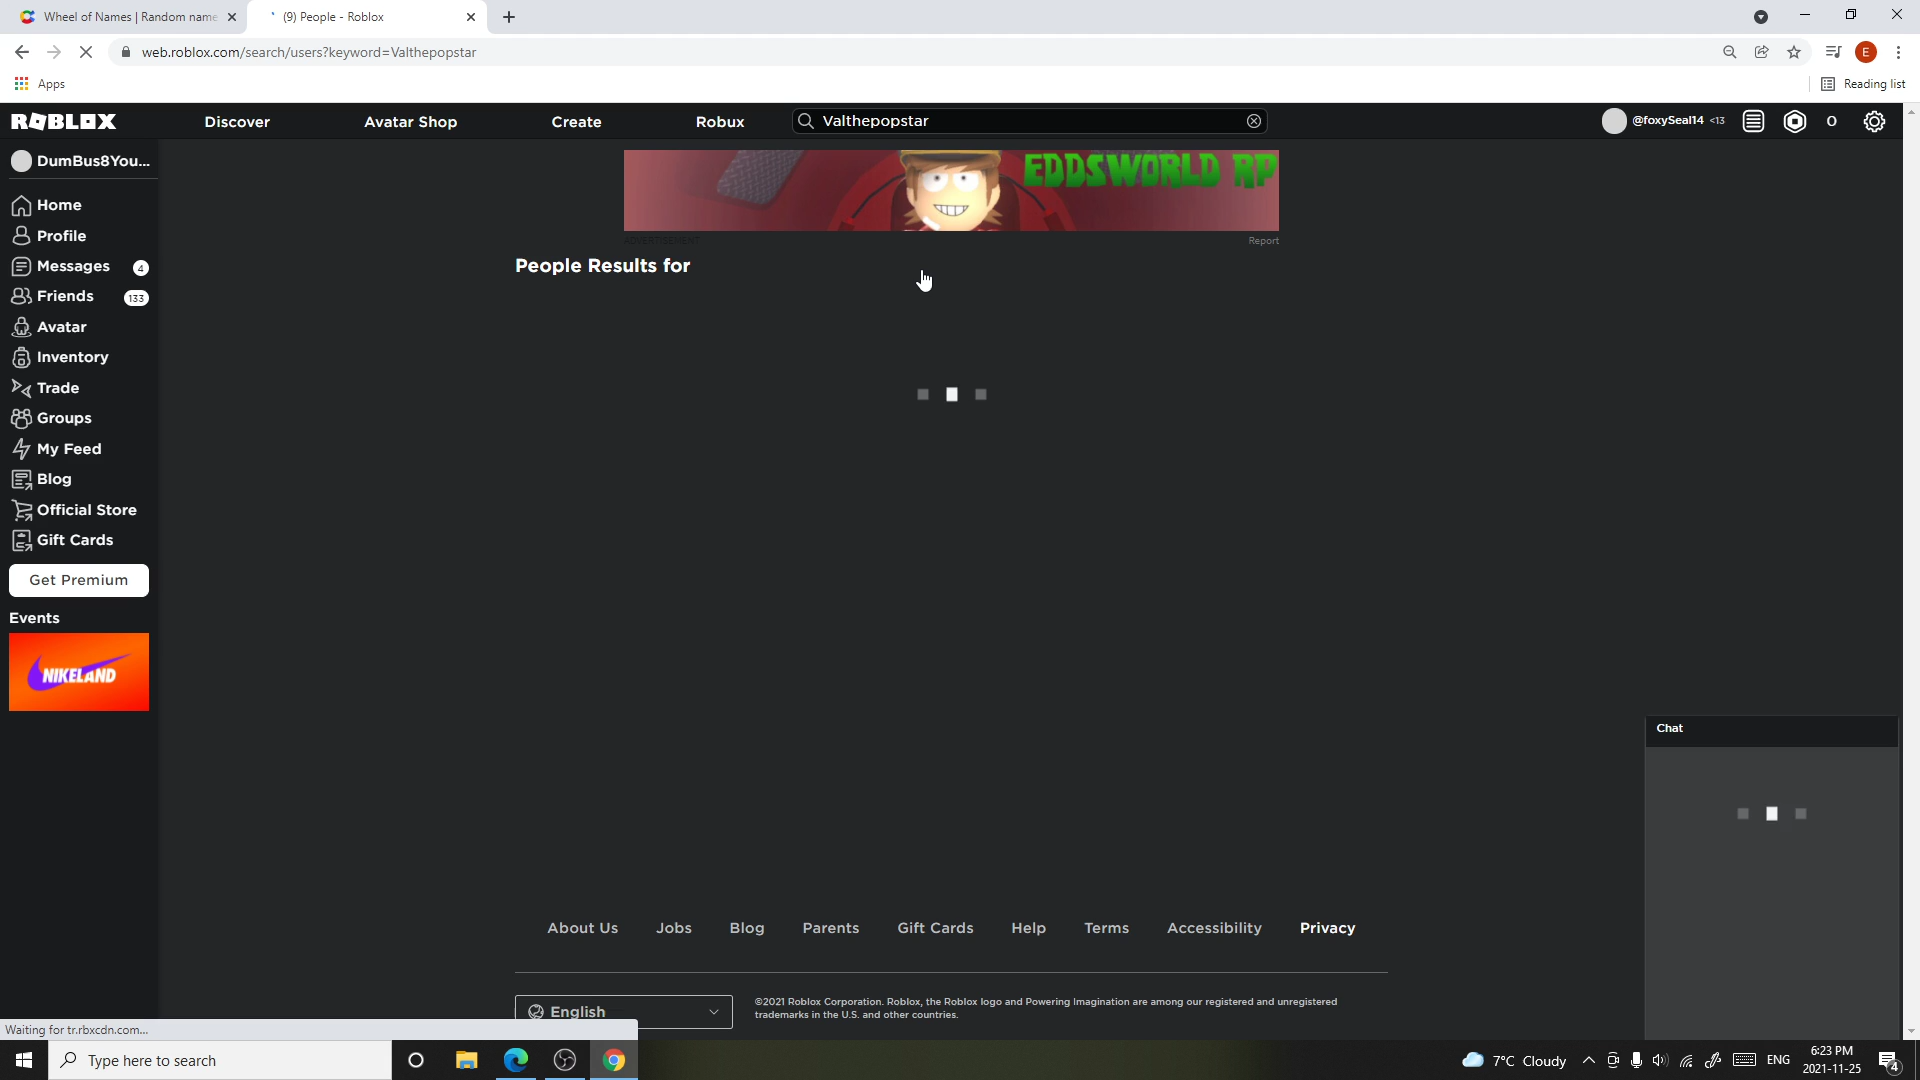 Wheel of Names | Random name
(9) People - Roblox
web.roblox.com/search/users?keyword=Valthepopstar
E
Apps
Reading list
ROBLOX
Discover
Avatar Shop
Create
Robux
Valthepopstar
@foxySeal14 <13
0
DumBus8You...
EDDSWORLD RP
ADVERTISEMENT
Report
Home
Profile
Messages 4
Friends 133
Avatar
Inventory
Trade
Groups
My Feed
Blog
Official Store
Gift Cards
Get Premium
Events
NIKELAND
People Results for
Chat
About Us
Jobs
Blog
Parents
Gift Cards
Help
Terms
Accessibility
Privacy
English
©2021 Roblox Corporation. Roblox, the Roblox logo and Powering Imagination are among our registered and unregistered
trademarks in the U.S. and other countries.
Waiting for tr.rbxcdn.com...
Type here to search
7°C Cloudy
ENG
6:23 PM
2021-11-25
4